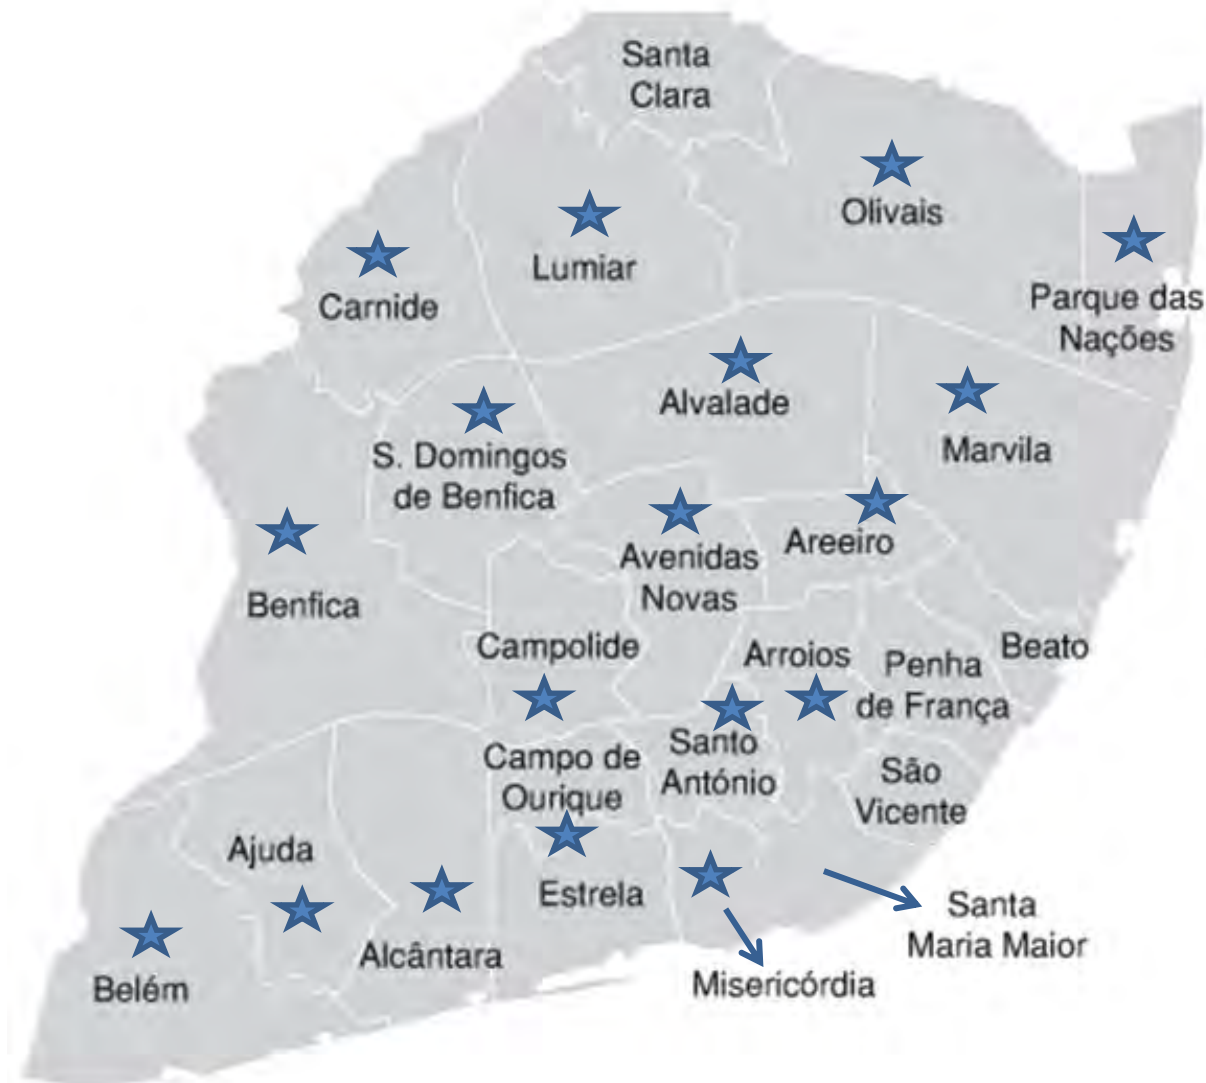 Santa
Clara
Olivais
Lumiar
Carnide
Parque das
Nações
Alvalade
Marvila
S. Domingos
de Benfica
Areeiro
Avenidas
Novas
Benfica
Campolide
Arroios
Beato
Penha
de França
Santo
António
Campo de
Ourique
São
Vicente
Ajuda
Estrela
Santa
Maria Maior
Alcântara
Misericórdia
Belém